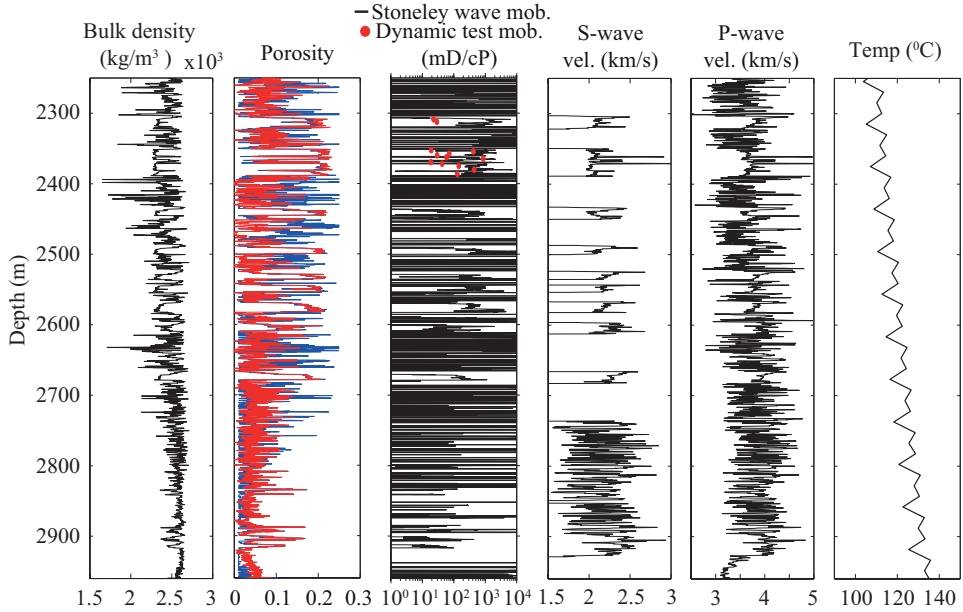 Stoneley wave mob.
Dynamic test mob.
(mD/cP)
Bulk density
(kg/m³) x10³
Porosity
S-wave
vel. (km/s)
P-wave
vel. (km/s)
Temp (⁰C)
Depth (m)
2300
2400
2500
2600
2700
2800
2900
1.5 2 2.5 3
0 0.1 0.2 0.3
10⁰ 10¹ 10² 10³ 10⁴
2 2.5 3
3 4 5
100 120 140